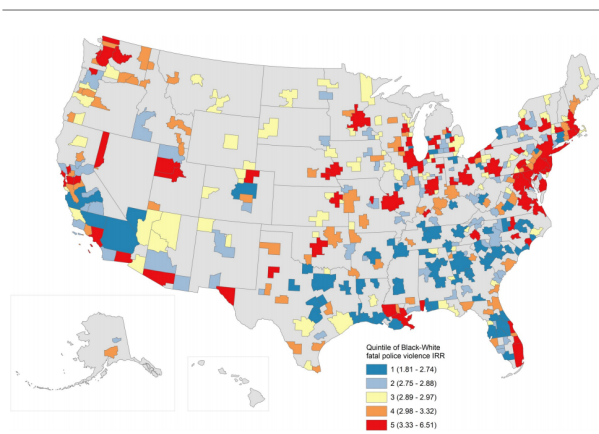 Quintile of Black-White
fatal police violence IRR
1 (1.81 - 2.74)
2 (2.75 - 2.88)
3 (2.89 - 2.97)
4 (2.98 - 3.32)
5 (3.33 - 6.51)